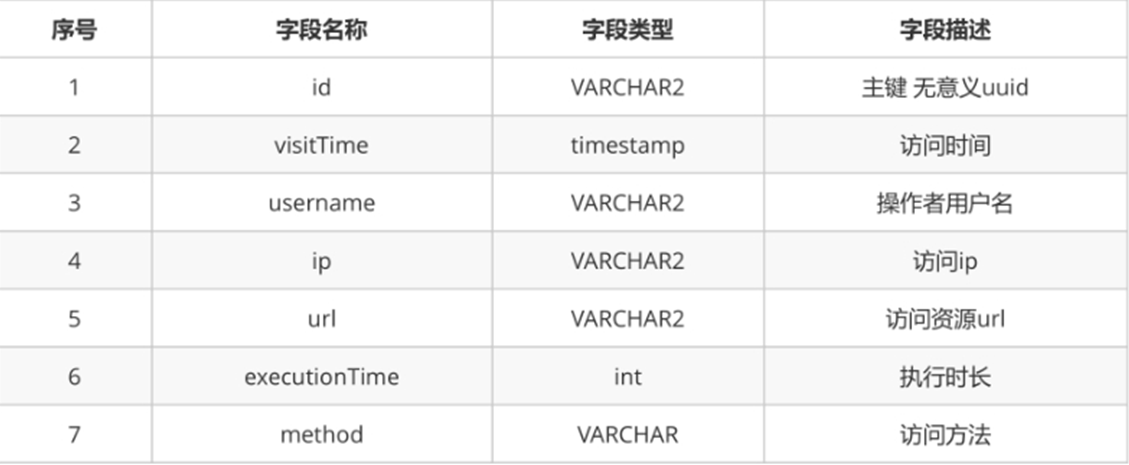 序号 字段名称 字段类型 字段描述
1 id VARCHAR2 主键 无意义uuid
2 visitTime timestamp 访问时间
3 username VARCHAR2 操作者用户名
4 ip VARCHAR2 访问ip
5 url VARCHAR2 访问资源url
6 executionTime int 执行时长
7 method VARCHAR 访问方法